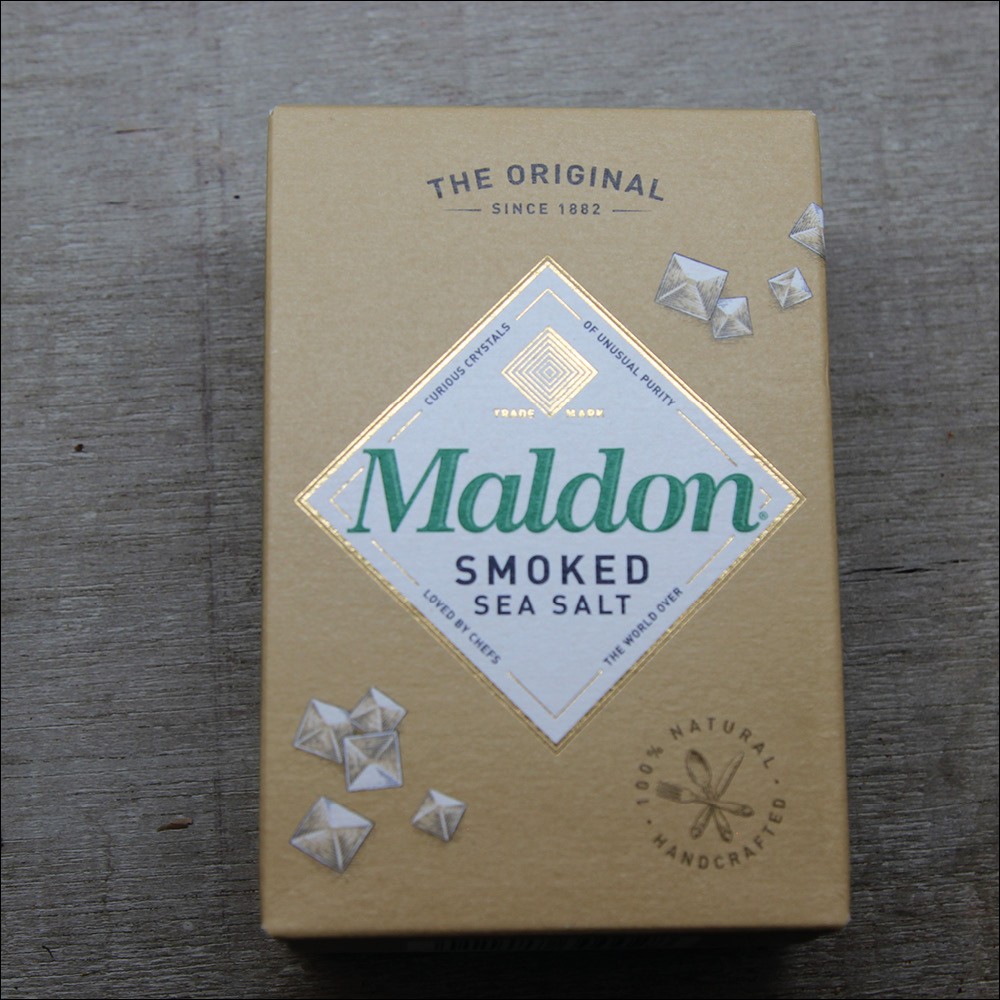 THE ORIGINAL
SINCE 1882
CURIOUS CRYSTALS
OF UNUSUAL PURITY
TRADE MARK
Maldon®
SMOKED
SEA SALT
LOVED BY CHEFS
THE WORLD OVER
100% NATURAL
HANDCRAFTED